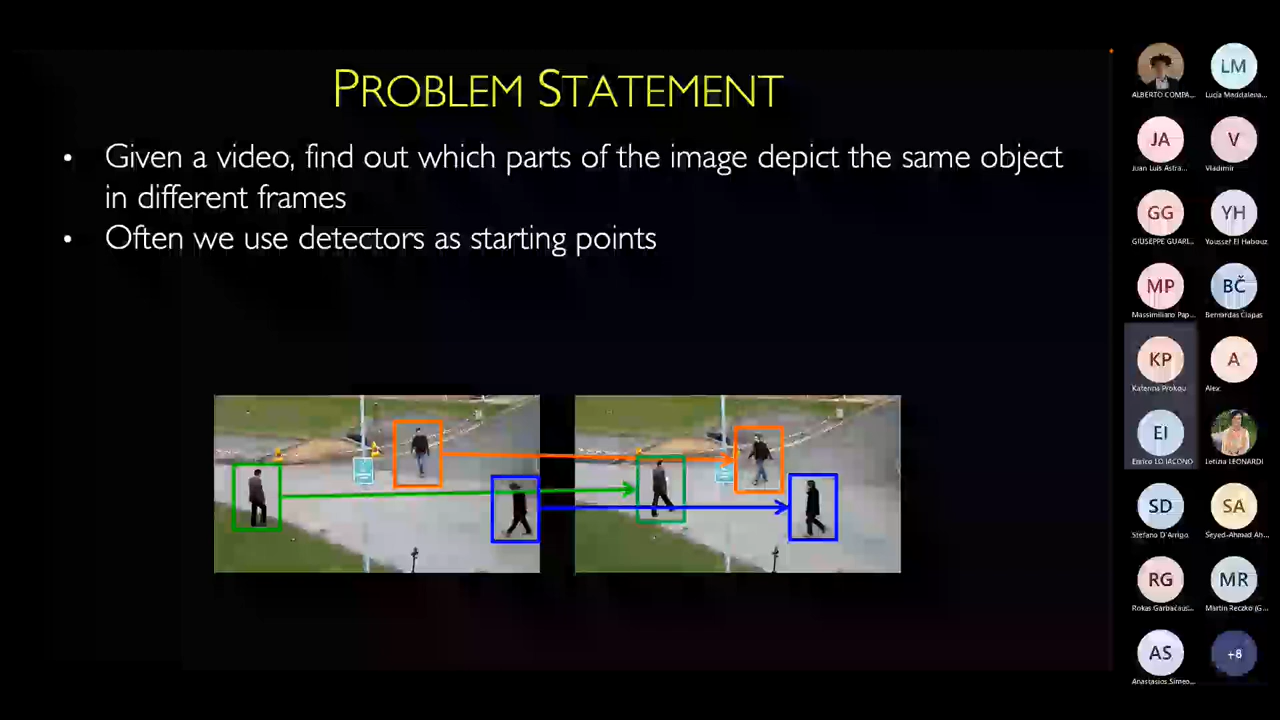 PROBLEM STATEMENT
• Given a video, find out which parts of the image depict the same object
in different frames
• Often we use detectors as starting points
ALBERTO COMPA...
LM
Lucia Maddalena...
JA
Juan Luis Astra...
V
Vladimir
GG
GIUSEPPE GUARI...
YH
Youssef El Habouz
MP
Massimiliano Pap...
BČ
Bernardas Čiapas
KP
Katerina Prokou
A
Alex
EI
Enrico LO IACONO
Letizia LEONARDI
SD
Stefano D'Arrigo
SA
Seyed-Ahmad Ah...
RG
Rokas Garbačaus...
MR
Martin Reczko (G...
AS
Anastasios Simeo...
+8